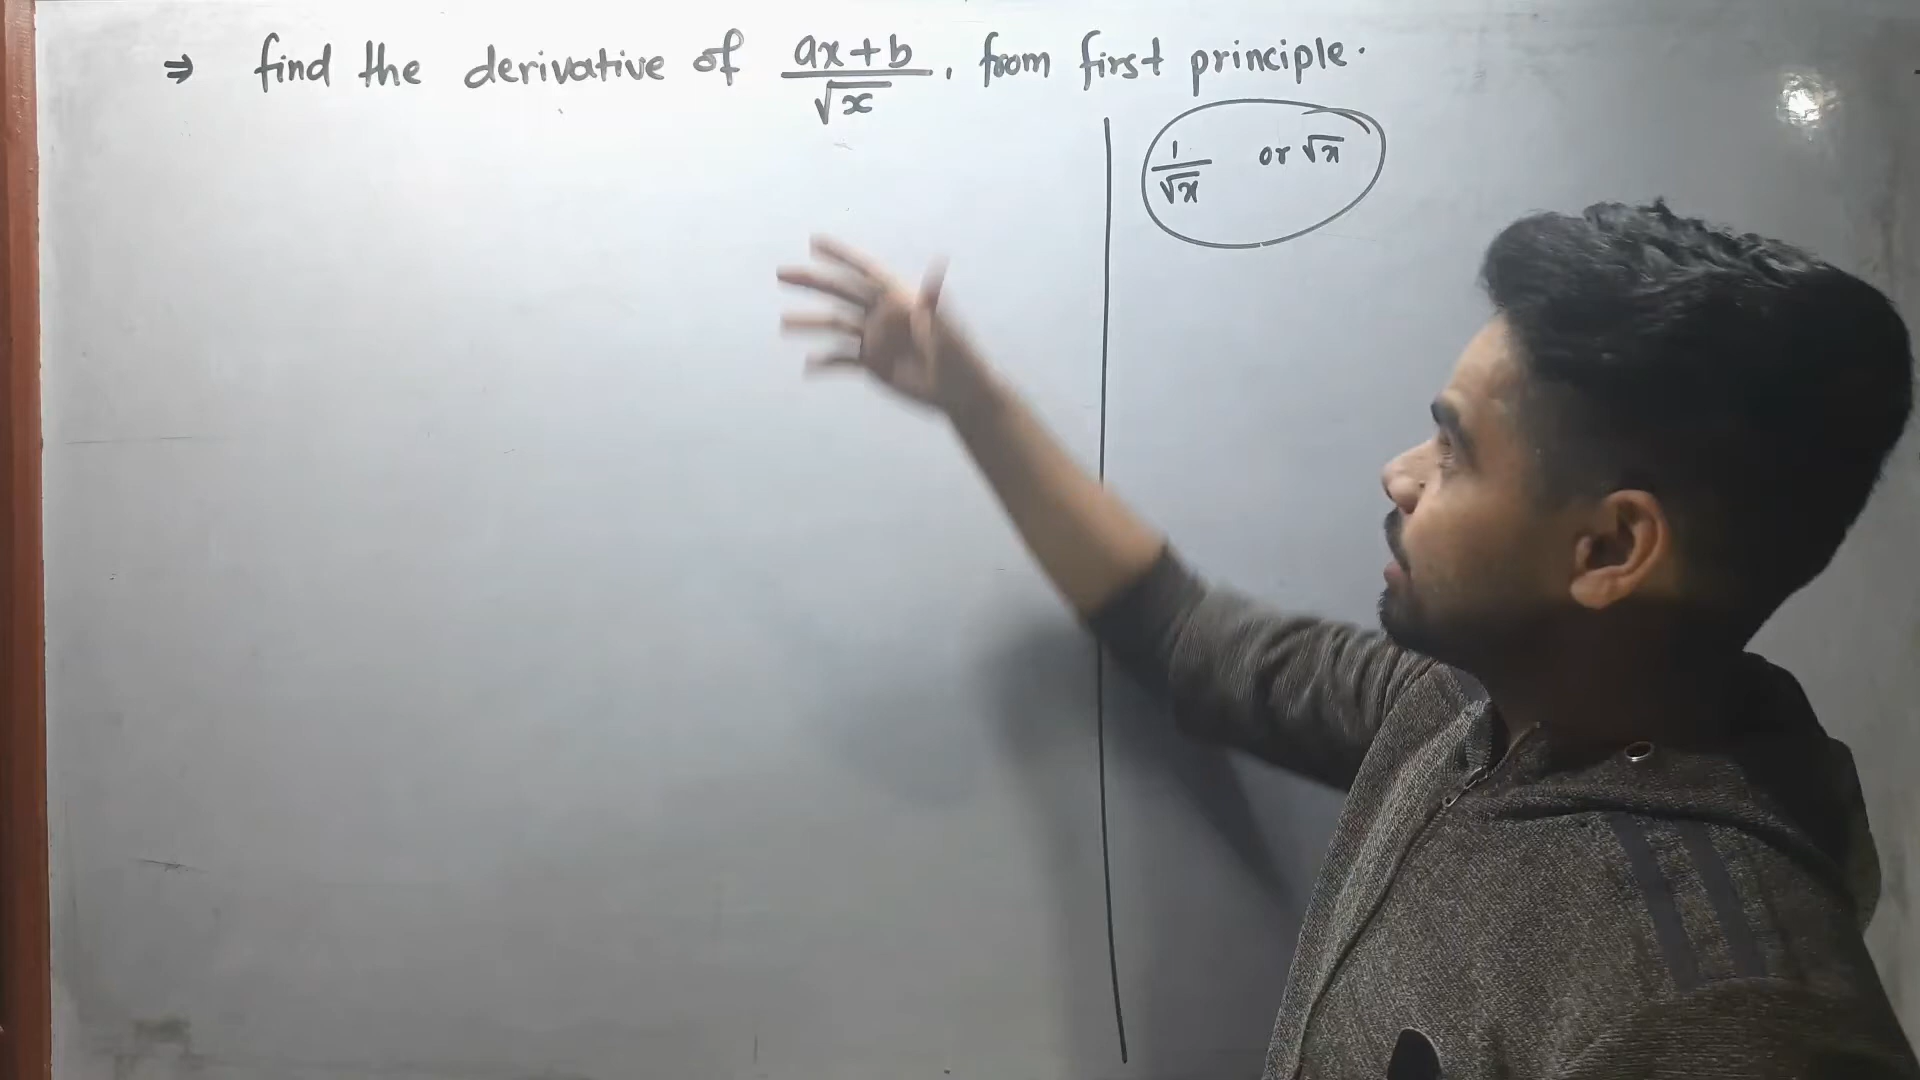 ⇒ find the derivative of (ax+b)/√x, from first principle.
1/√x or √x